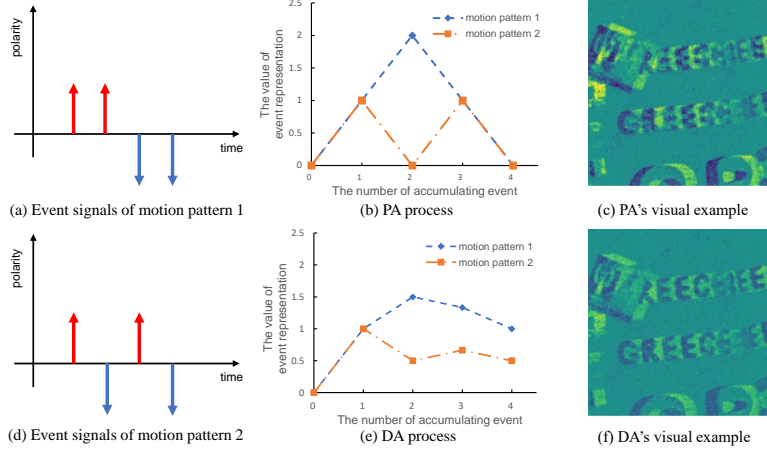 polarity
time
(a) Event signals of motion pattern 1
The value of
event representation
2.5
2
1.5
1
0.5
0
0
1
2
3
4
motion pattern 1
motion pattern 2
The number of accumulating event
(b) PA process
(c) PA's visual example
polarity
time
(d) Event signals of motion pattern 2
The value of
event representation
2.5
2
1.5
1
0.5
0
0
1
2
3
4
motion pattern 1
motion pattern 2
The number of accumulating event
(e) DA process
(f) DA's visual example